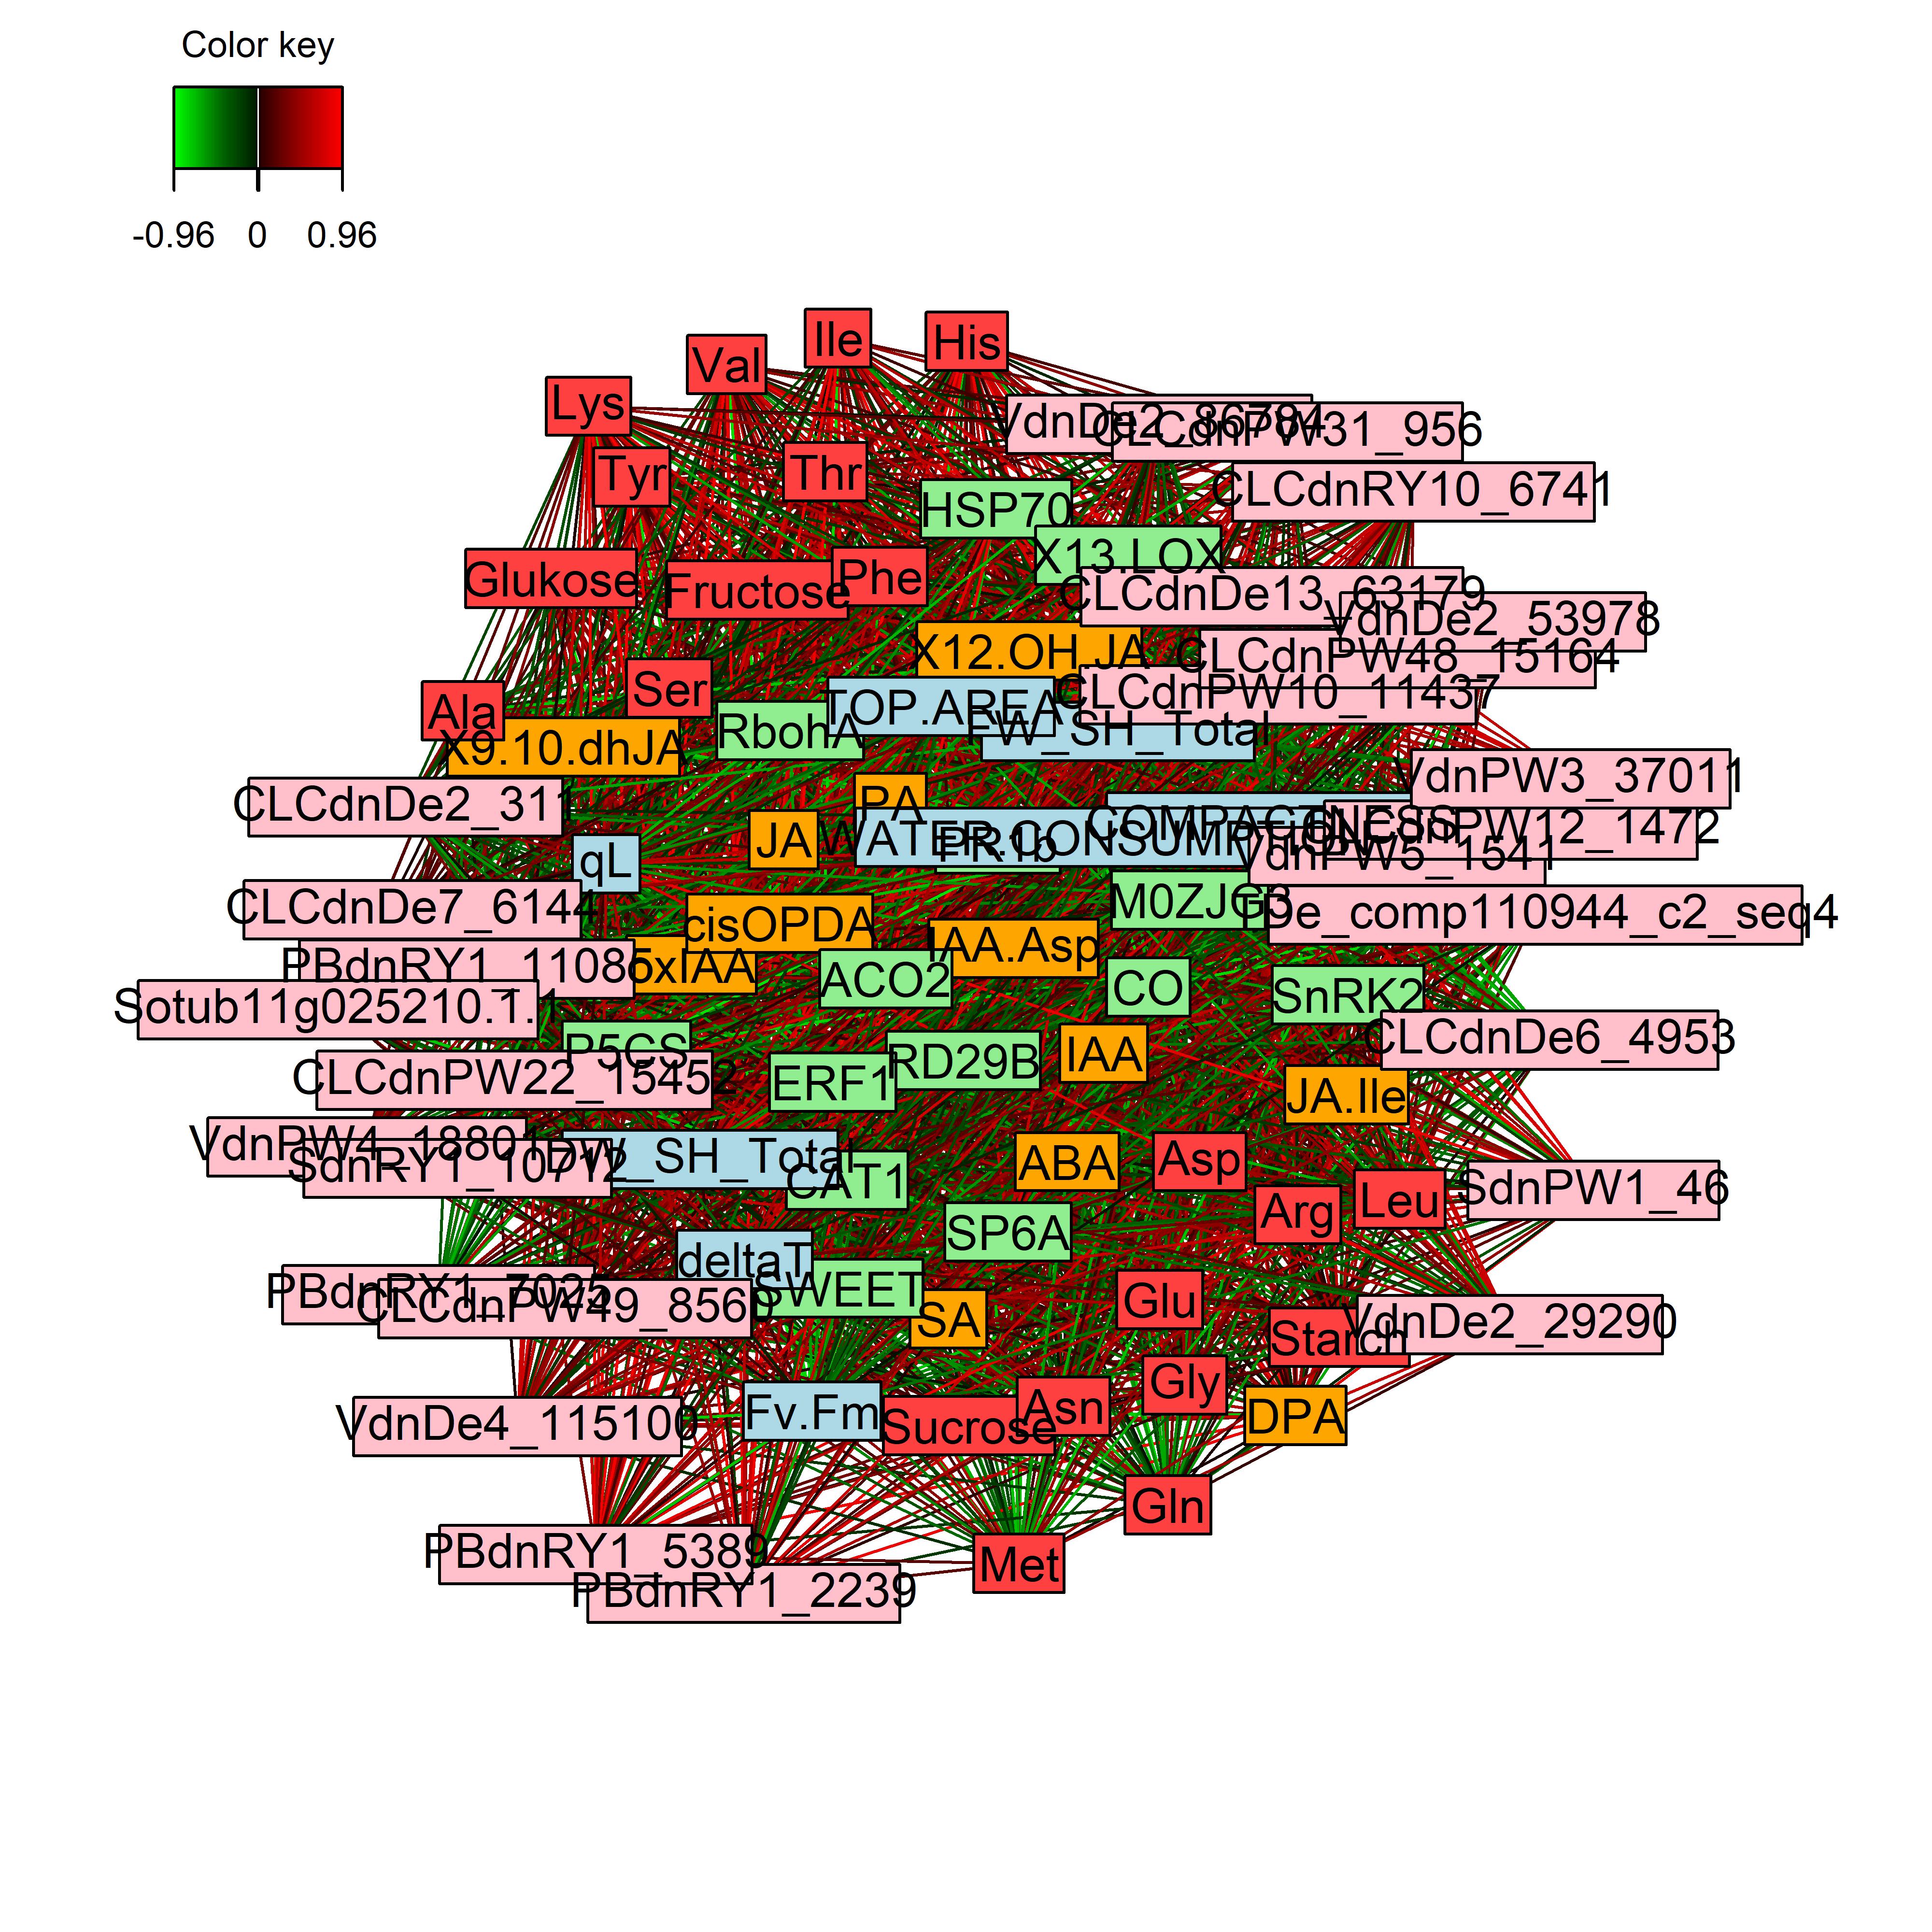 Color key
-0.96 0 0.96
Ile
His
Val
Lys
VdnDe2_86784
CLCdnPW31_956
Tyr
Thr
CLCdnRY10_6741
HSP70
X13.LOX
Glukose
Fructose
Phe
CLCdnDe13_63179
VdnDe2_53978
X12.OH.JA
CLCdnPW48_15164
Ser
CLCdnPW10_11437
Ala
TOP.AREA
RbohA
FW_SH_Total
X9.10.dhJA
VdnPW3_37011
CLCdnDe2_311
PA
COMPACTNESS
CLCdnPW12_1472
JA
WATER.CONSUMPTION
PR1b
VdnPW5_1541
qL
CLCdnDe7_6144
M0ZJG3
PDe_comp110944_c2_seq4
cisOPDA
IAA.Asp
PBdnRY1_11086
oxIAA
ACO2
CO
SnRK2
Sotub11g025210.1.1
CLCdnDe6_4953
P5CS
RD29B
IAA
CLCdnPW22_15452
ERF1
JA.Ile
VdnPW4_18801
SdnRY1_10712
DW_SH_Total
ABA
Asp
CAT1
Arg
Leu
SdnPW1_46
SP6A
deltaT
PBdnRY1_7025
CLCdnPW49_8560
SWEET
SA
Glu
Starch
VdnDe2_29290
Gly
VdnDe4_115100
Fv.Fm
Sucrose
Asn
DPA
Gln
PBdnRY1_5389
Met
PBdnRY1_2239